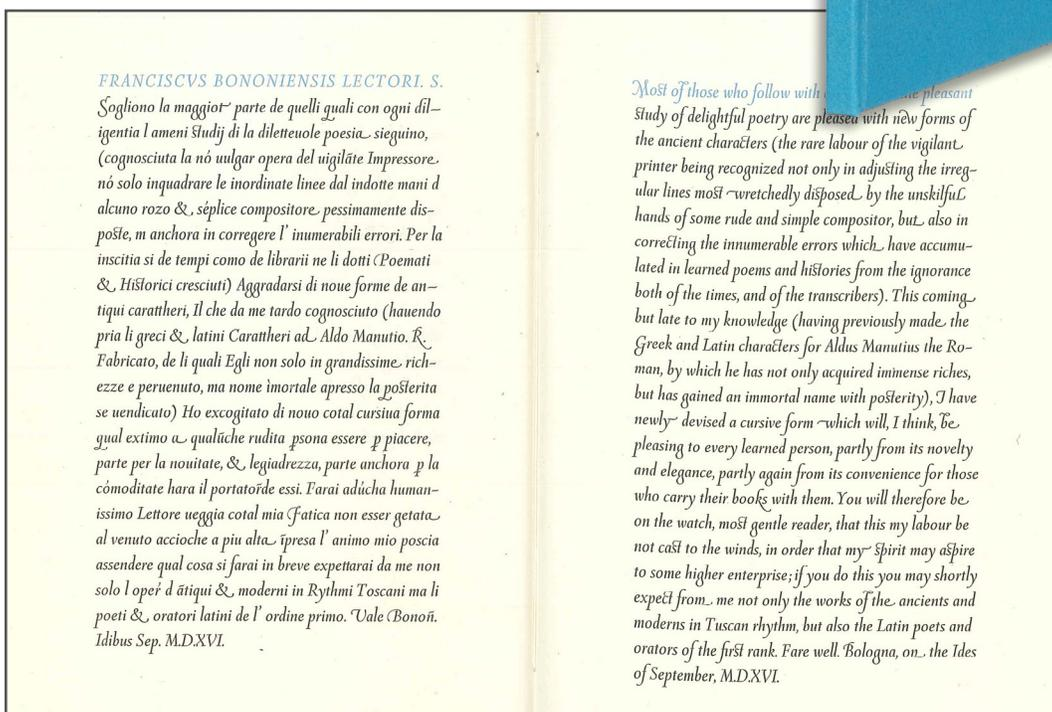 FRANCISCVS BONONIENSIS LECTORI. S.
Sogliono la maggior parte de quelli quali con ogni dil–
igentia l ameni studij di la diletteuole poesia sieguino,
(cognosciuta la nó uulgar opera del uigilāte Impressore
nó solo inquadrare le inordinate linee dal indotte mani d
alcuno rozo &, séplice compositore pessimamente dis–
poste, m anchora in corregere l' inumerabili errori. Per la
inscitia si de tempi como de librarii ne li dotti (Poemati
&, Historici cresciuti) Aggradarsi di noue forme de an–
tiqui carattheri, Il che da me tardo cognosciuto (hauendo
pria li greci &, latini Carattheri ad Aldo Manutio. R.
Fabricato, de li quali Egli non solo in grandissime rich–
ezze e peruenuto, ma nome ímortale apresso la posterita
se uendicato) Ho excogitato di nouo cotal cursiua forma
qual extimo a qualúche rudita ꝑsona essere ꝑ piacere,
parte per la nouitate, &, legiadrezza, parte anchora ꝑ la
cómoditate hara il portatoīde essi. Farai adúcha human–
issimo Lettore ueggia cotal mia Fatica non esser getata
al uenuto accioche a piu alta īpresa l' animo mio poscia
assendere qual cosa si farai in breve expettarai da me non
solo l oper' d ātiqui &, moderni in Rythmi Toscani ma li
poeti &, oratori latini de l' ordine primo. Vale Bonoñ.
Idibus Sep. M.D.XVI.
Most of those who follow with pleasant
study of delightful poetry are pleased with new forms of
the ancient characters (the rare labour of the vigilant
printer being recognized not only in adjusting the irreg–
ular lines most wretchedly disposed by the unskilful
hands of some rude and simple compositor, but also in
correcting the innumerable errors which have accumu–
lated in learned poems and histories from the ignorance
both of the times, and of the transcribers). This coming
but late to my knowledge (having previously made the
Greek and Latin characters for Aldus Manutius the Ro–
man, by which he has not only acquired immense riches,
but has gained an immortal name with posterity), I have
newly devised a cursive form which will, I think, be
pleasing to every learned person, partly from its novelty
and elegance, partly again from its convenience for those
who carry their books with them. You will therefore be
on the watch, most gentle reader, that this my labour be
not cast to the winds, in order that my spirit may aspire
to some higher enterprise; if you do this you may shortly
expect from me not only the works of the ancients and
moderns in Tuscan rhythm, but also the Latin poets and
orators of the first rank. Fare well. Bologna, on the Ides
of September, M.D.XVI.